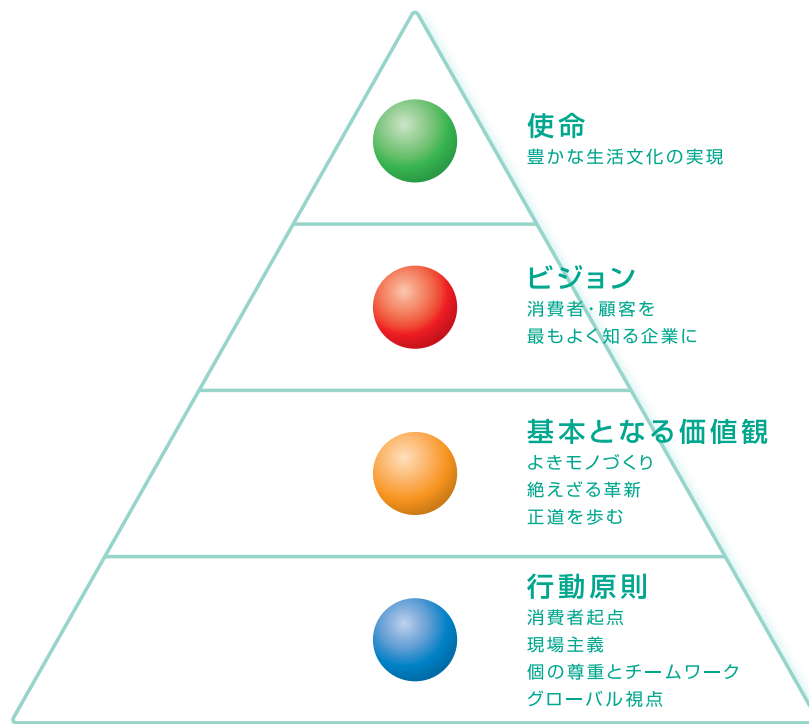 使命
豊かな生活文化の実現
ビジョン
消費者・顧客を
最もよく知る企業に
基本となる価値観
よきモノづくり
絶えざる革新
正道を歩む
行動原則
消費者起点
現場主義
個の尊重とチームワーク
グローバル視点